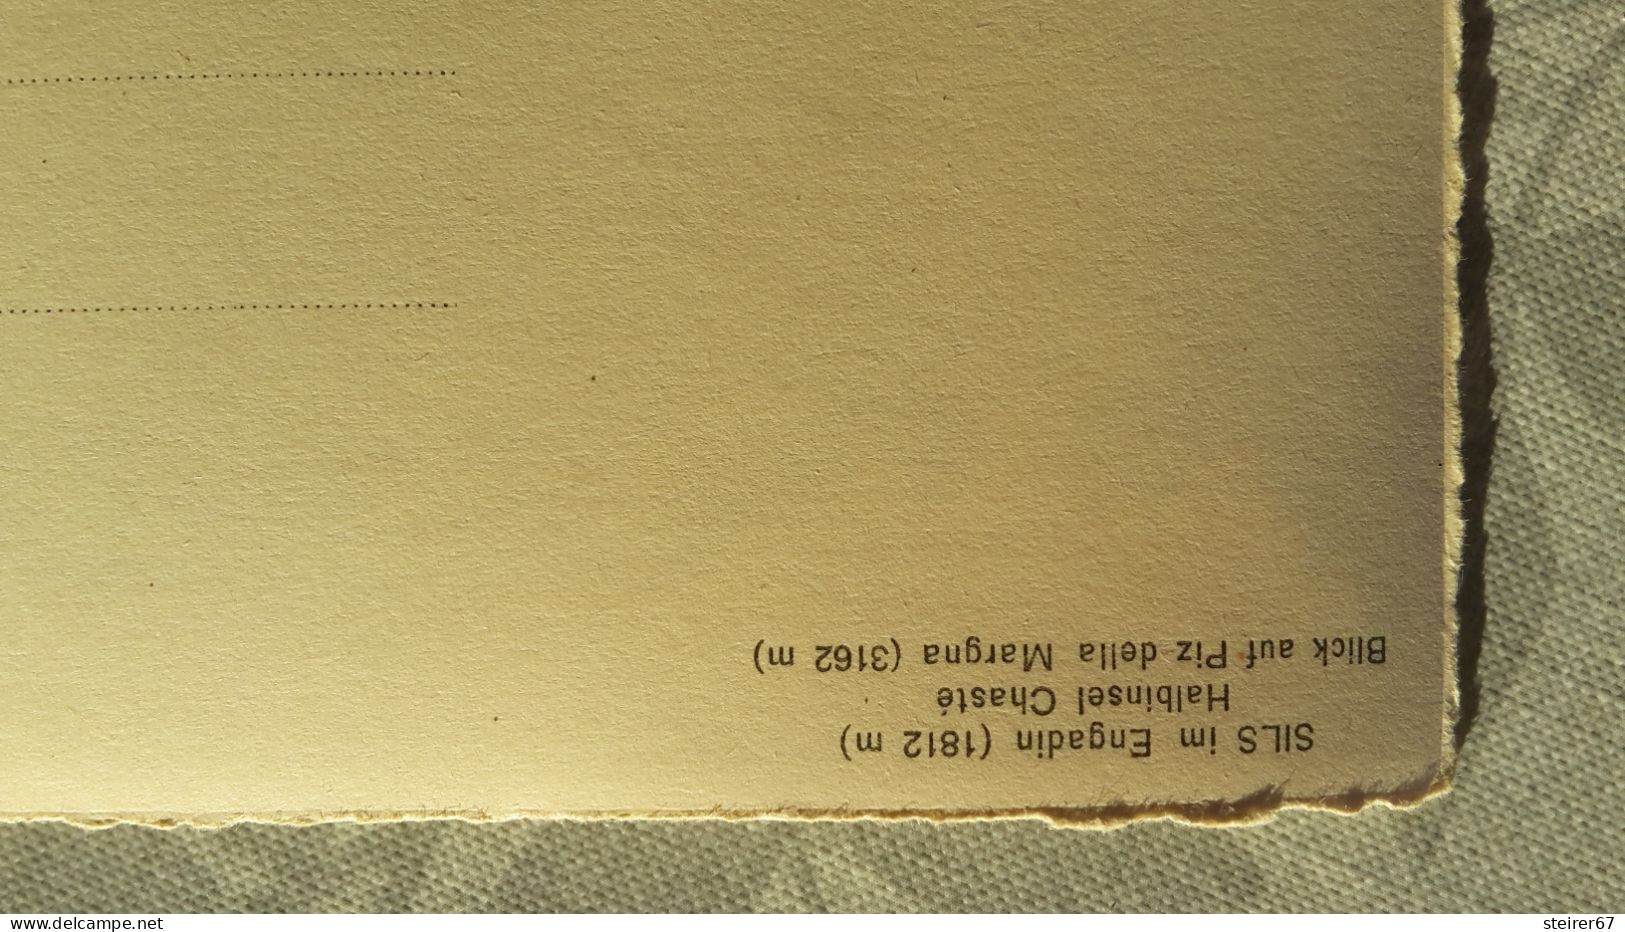 SILS im Engadin (1812 m)
Halbinsel Chasté
Blick auf Piz della Margna (3162 m)
www.delcampe.net
steirer67